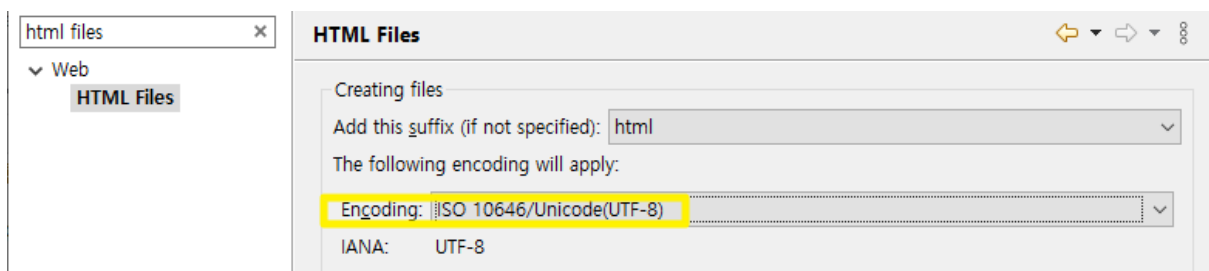 html files
HTML Files
Web
HTML Files
Creating files
Add this suffix (if not specified): html
The following encoding will apply:
Encoding: ISO 10646/Unicode(UTF-8)
IANA: UTF-8